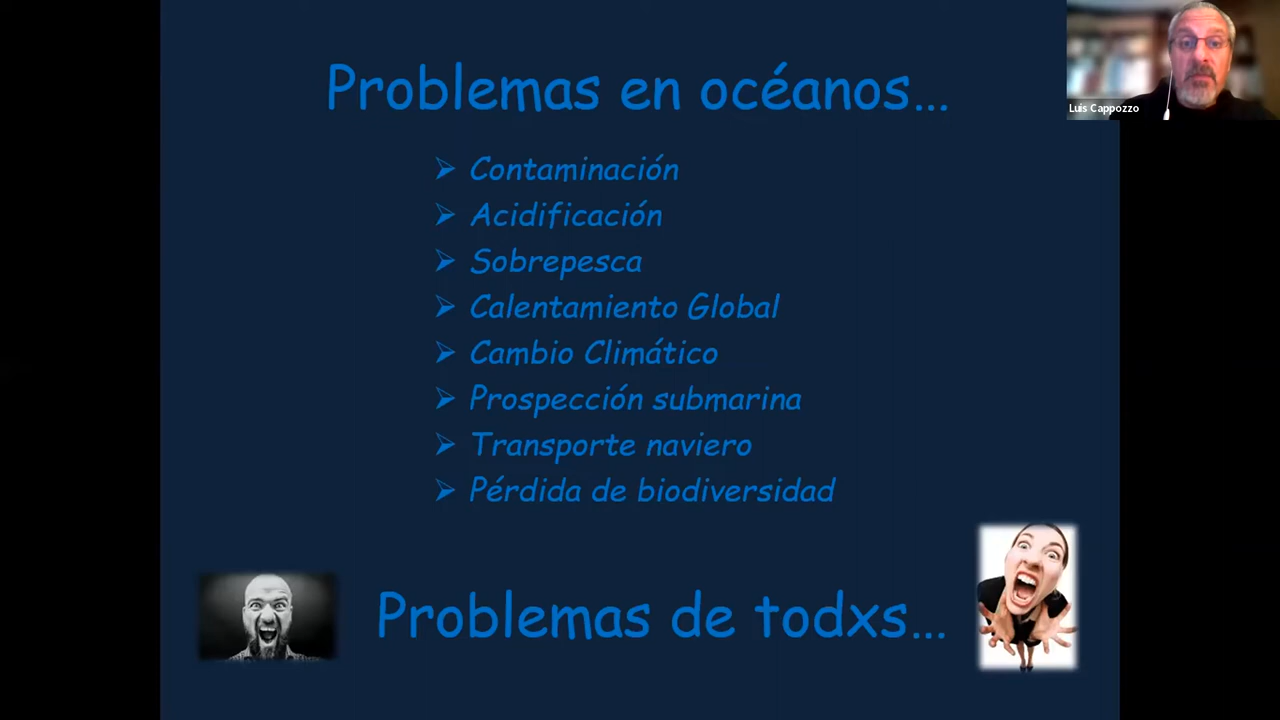 Problemas en océanos...
Luis Cappozzo
Contaminación
Acidificación
Sobrepesca
Calentamiento Global
Cambio Climático
Prospección submarina
Transporte naviero
Pérdida de biodiversidad
Problemas de todxs...